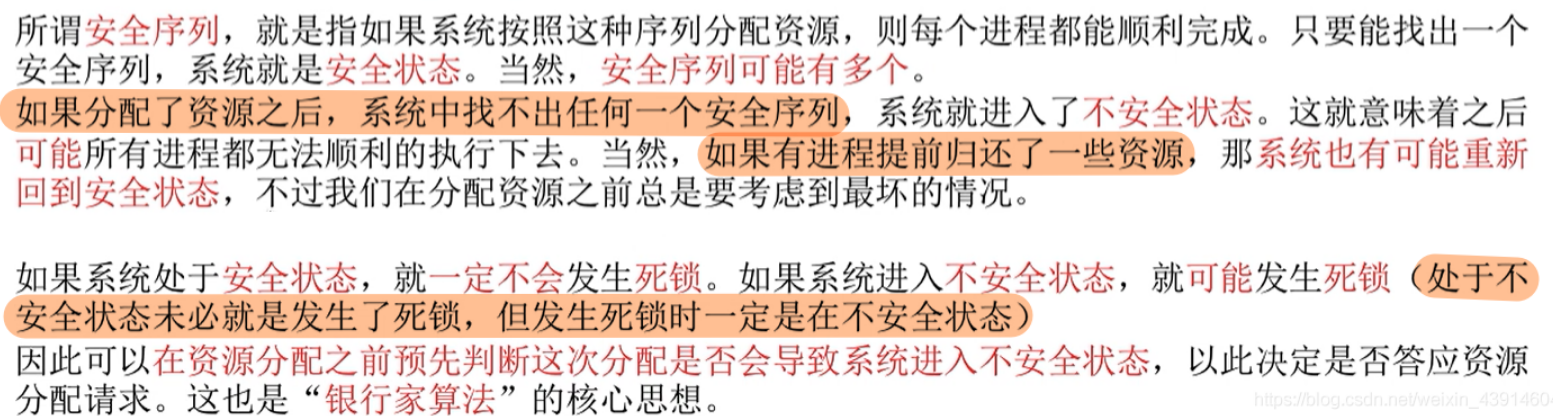 所谓安全序列，就是指如果系统按照这种序列分配资源，则每个进程都能顺利完成。只要能找出一个
安全序列，系统就是安全状态。当然，安全序列可能有多个。
如果分配了资源之后，系统中找不出任何一个安全序列，系统就进入了不安全状态。这就意味着之后
可能所有进程都无法顺利的执行下去。当然，如果有进程提前归还了一些资源，那系统也有可能重新
回到安全状态，不过我们在分配资源之前总是要考虑到最坏的情况。
如果系统处于安全状态，就一定不会发生死锁。如果系统进入不安全状态，就可能发生死锁（处于不
安全状态未必就是发生了死锁，但发生死锁时一定是在不安全状态）
因此可以在资源分配之前预先判断这次分配是否会导致系统进入不安全状态，以此决定是否答应资源
分配请求。这也是“银行家算法”的核心思想。
https://blog.csdn.net/weixin_4391460